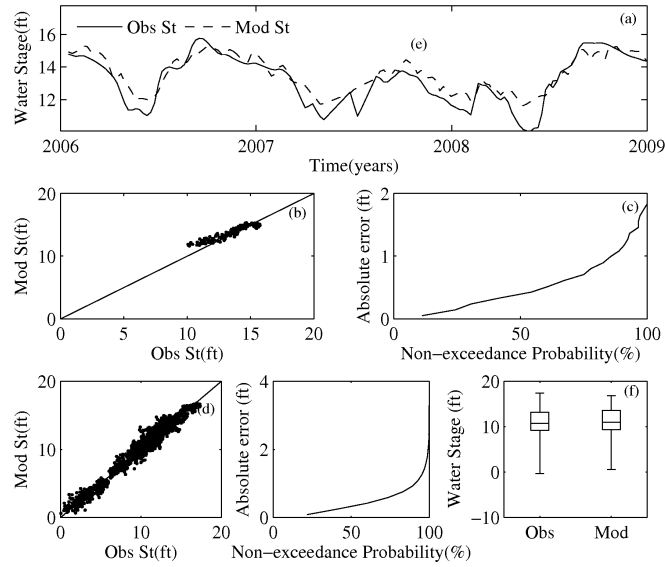 Obs St
Mod St
(a)
(e)
Water Stage(ft)
16
14
12
2006
2007
2008
2009
Time(years)
20
10
0
(b)
Mod St(ft)
0
5
10
15
20
Obs St(ft)
2
1
0
(c)
Absolute error (ft)
0
50
100
Non−exceedance Probability(%)
20
10
0
(d)
Mod St(ft)
0
10
20
Obs St(ft)
4
2
0
Absolute error (ft)
0
50
100
Non−exceedance Probability(%)
20
10
0
−10
(f)
Water Stage (ft)
Obs
Mod